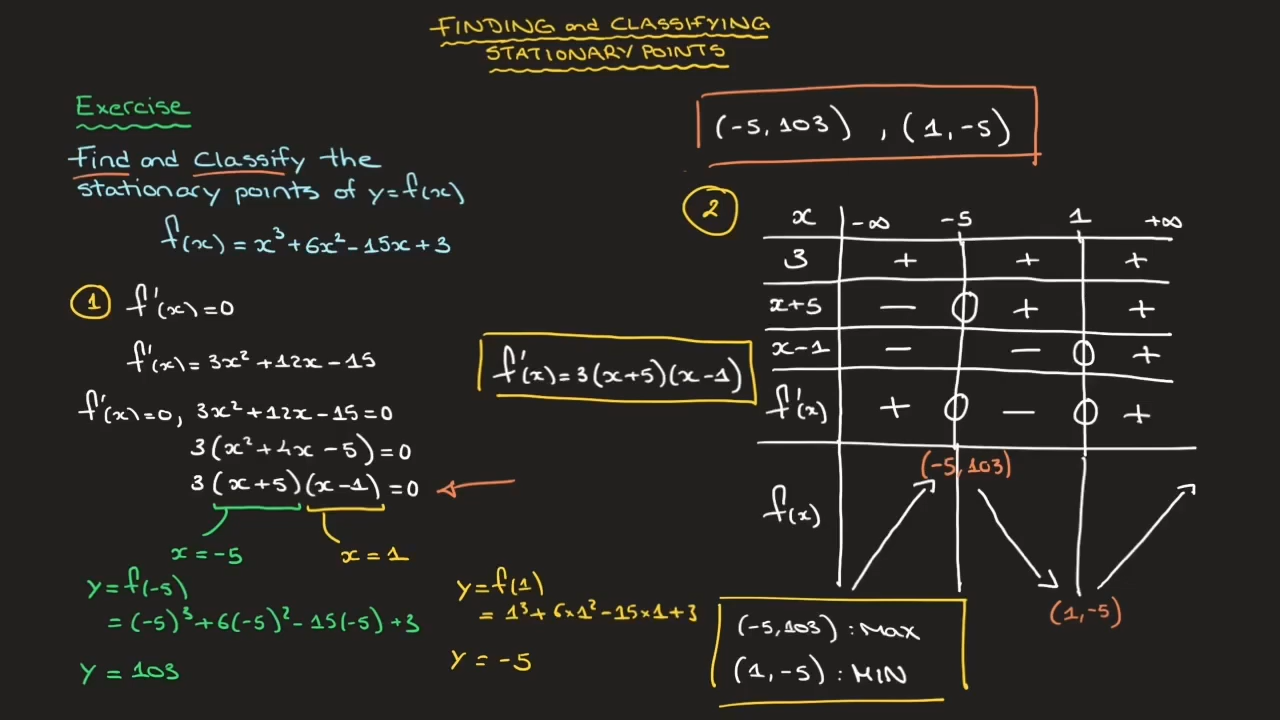 FINDING and CLASSIFYING
STATIONARY POINTS
Exercise
Find and Classify the
stationary points of y=f(x)
f(x) = x³+6x²-15x+3
1 f'(x)=0
f'(x)=3x²+12x-15
f'(x)=0, 3x²+12x-15=0
3(x²+4x-5)=0
3(x+5)(x-1)=0
x=-5 x=1
y=f(-5)
=(-5)³+6(-5)²-15(-5)+3
y = 103
y=f(1)
= 1³+6×1²-15×1+3
y = -5
f'(x)=3(x+5)(x-1)
(-5,103) , (1,-5)
2
x -∞ -5 1 +∞
3 + + +
x+5 - 0 + +
x-1 - - 0 +
f'(x) + 0 - 0 +
(-5,103)
f(x)
(1,-5)
(-5,103) : Max
(1,-5) : MIN